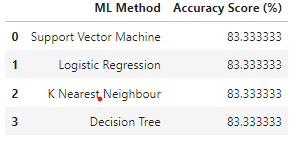 ML Method Accuracy Score (%)
0 Support Vector Machine 83.333333
1 Logistic Regression 83.333333
2 K Nearest Neighbour 83.333333
3 Decision Tree 83.333333